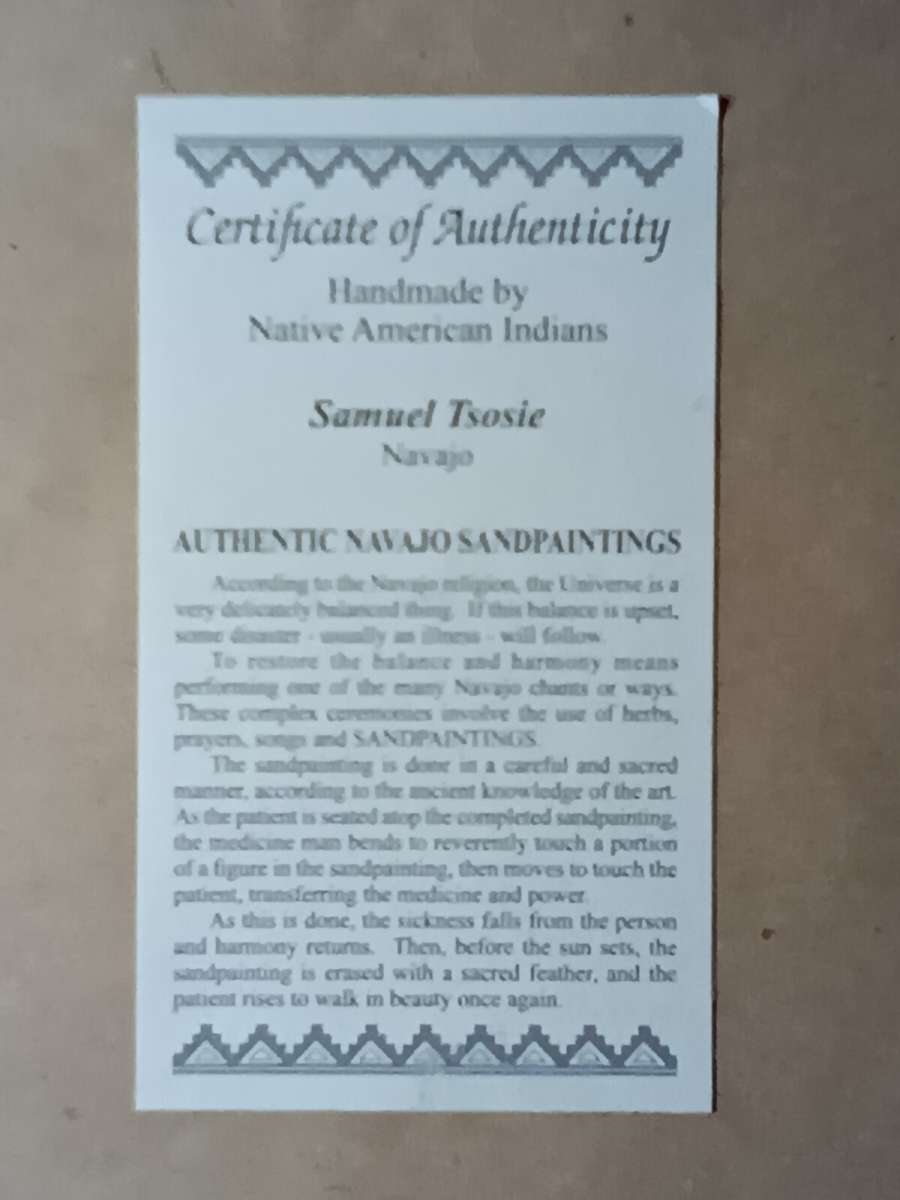 Certificate of Authenticity
Handmade by
Native American Indians
Samuel Tsosie
Navajo
AUTHENTIC NAVAJO SANDPAINTINGS
According to the Navajo religion, the Universe is a
very delicately balanced thing. If this balance is upset,
some disaster - usually an illness - will follow.
To restore the balance and harmony means
performing one of the many Navajo chants or ways.
These complex ceremonies involve the use of herbs,
prayers, songs and SANDPAINTINGS.
The sandpainting is done in a careful and sacred
manner, according to the ancient knowledge of the art.
As the patient is seated atop the completed sandpainting,
the medicine man bends to reverently touch a portion
of a figure in the sandpainting, then moves to touch the
patient, transferring the medicine and power.
As this is done, the sickness falls from the person
and harmony returns. Then, before the sun sets, the
sandpainting is erased with a sacred feather, and the
patient rises to walk in beauty once again.